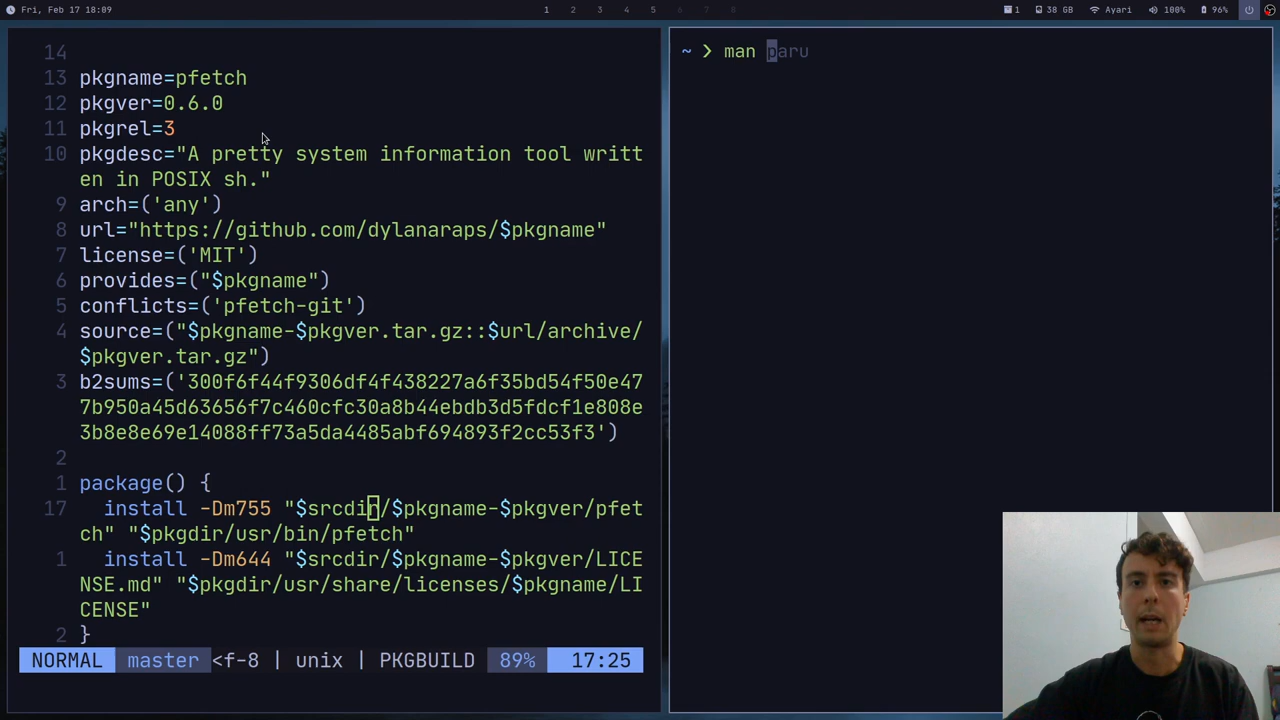 Fri, Feb 17 18:09
1 2 3 4 5 6 7 8
1 38 GB Ayari 100% 96%
14
13 pkgname=pfetch
12 pkgver=0.6.0
11 pkgrel=3
10 pkgdesc="A pretty system information tool writt
en in POSIX sh."
9 arch=('any')
8 url="https://github.com/dylanaraps/$pkgname"
7 license=('MIT')
6 provides=("$pkgname")
5 conflicts=('pfetch-git')
4 source=("$pkgname-$pkgver.tar.gz::$url/archive/
$pkgver.tar.gz")
3 b2sums=('300f6f44f9306df4f438227a6f35bd54f50e47
7b950a45d63656f7c460cfc30a8b44ebdb3d5fdcf1e808e
3b8e8e69e14088ff73a5da4485abf694893f2cc53f3')
2
1 package() {
17 install -Dm755 "$srcdir/$pkgname-$pkgver/pfet
ch" "$pkgdir/usr/bin/pfetch"
1 install -Dm644 "$srcdir/$pkgname-$pkgver/LICE
NSE.md" "$pkgdir/usr/share/licenses/$pkgname/LI
CENSE"
2 }
NORMAL master <f-8 | unix | PKGBUILD 89% 17:25
~ ❯ man paru